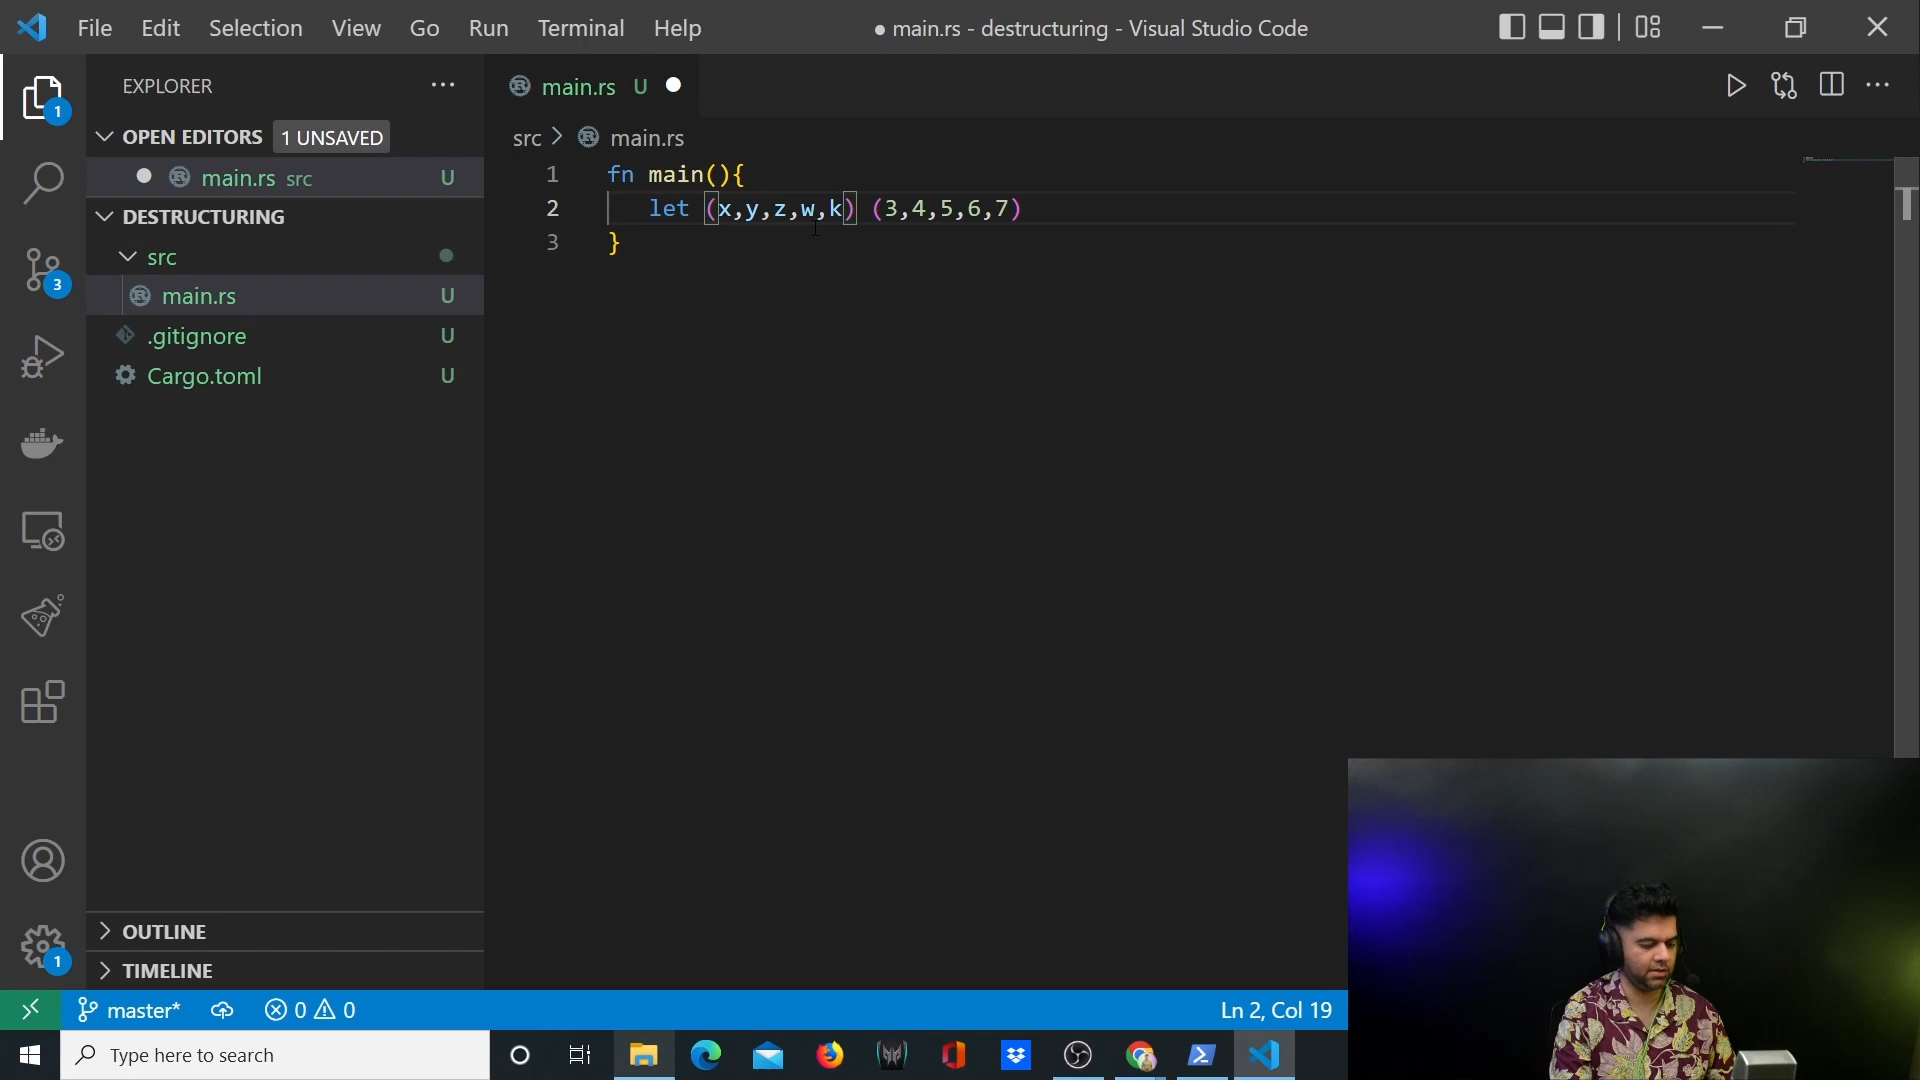 File Edit Selection View Go Run Terminal Help
● main.rs - destructuring - Visual Studio Code
EXPLORER
OPEN EDITORS 1 UNSAVED
main.rs src U
DESTRUCTURING
src
main.rs U
.gitignore U
Cargo.toml U
OUTLINE
TIMELINE
1
3
1
main.rs U
src > main.rs
1 fn main(){
2 let (x,y,z,w,k) (3,4,5,6,7)
3 }
master* 0 0 Ln 2, Col 19
Type here to search